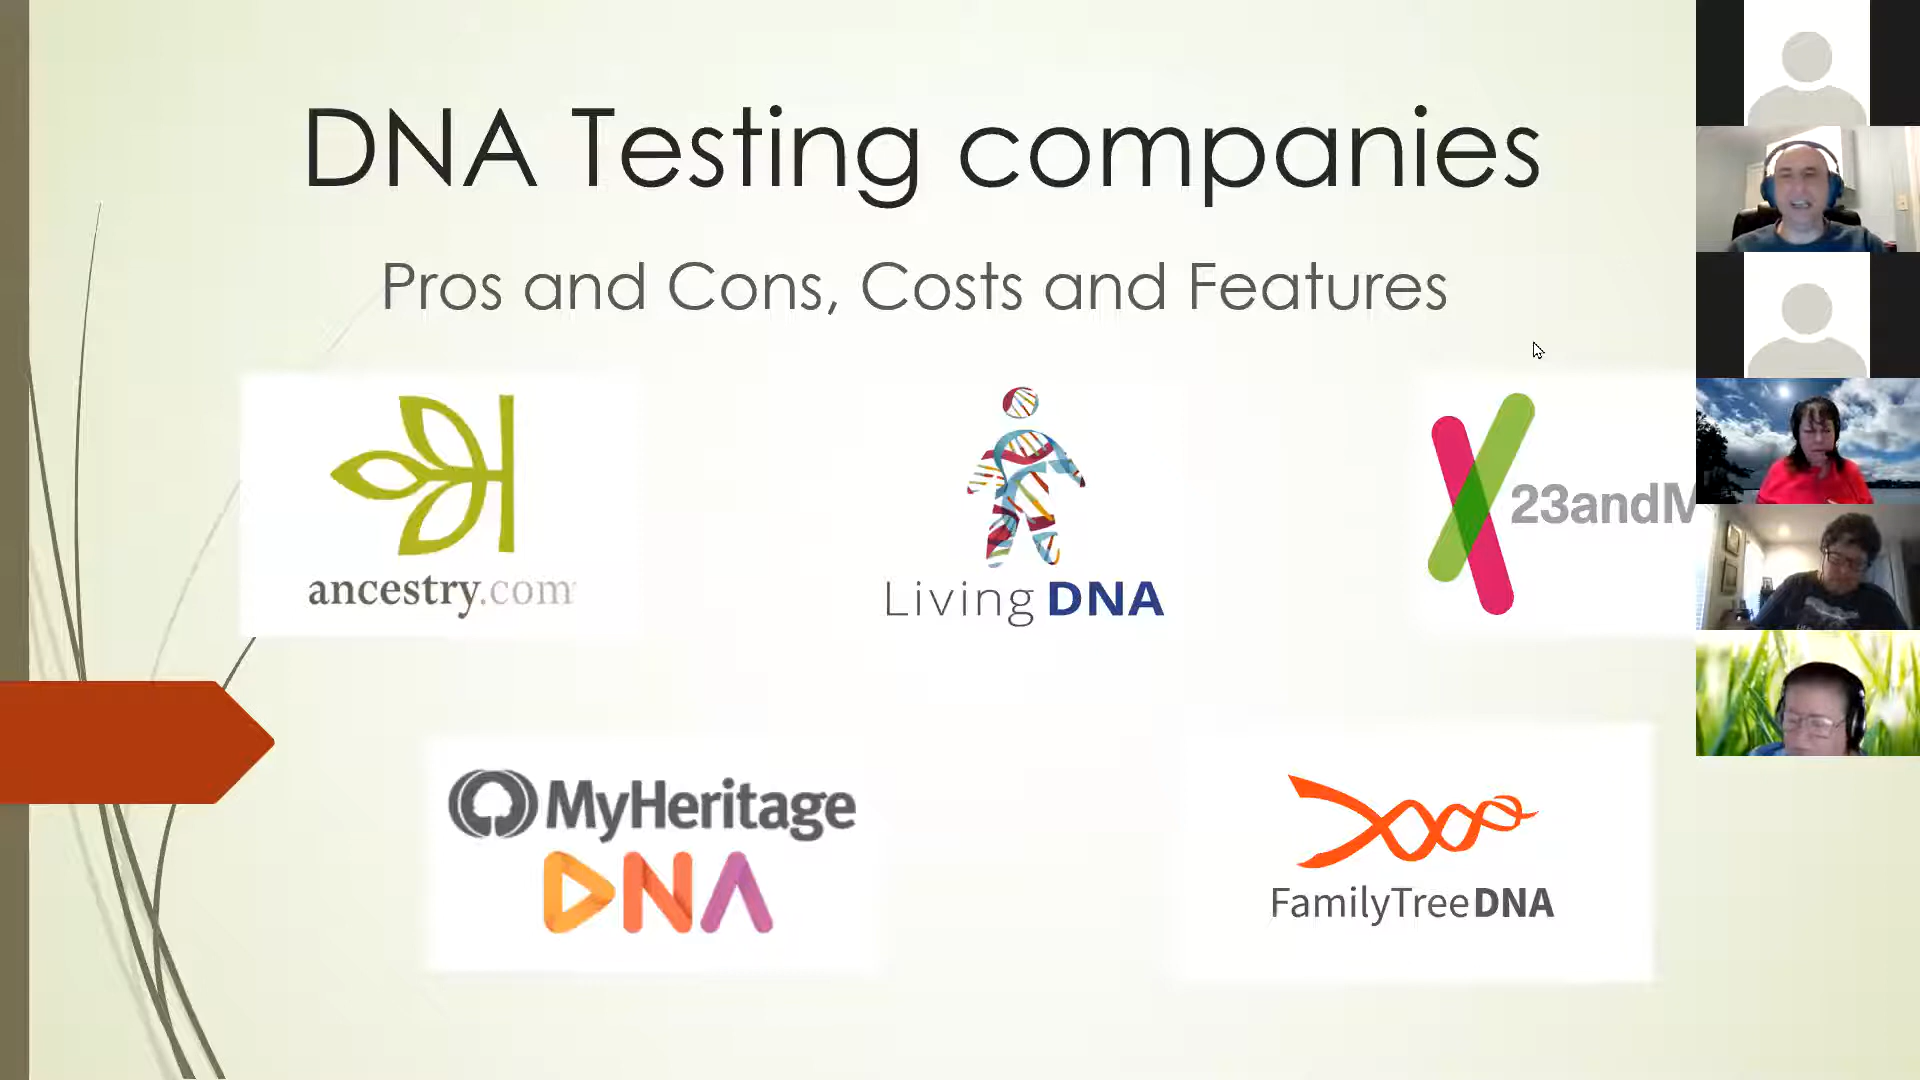 DNA Testing companies
Pros and Cons, Costs and Features
ancestry.com
Living DNA
23andM
MyHeritage
DNA
FamilyTreeDNA